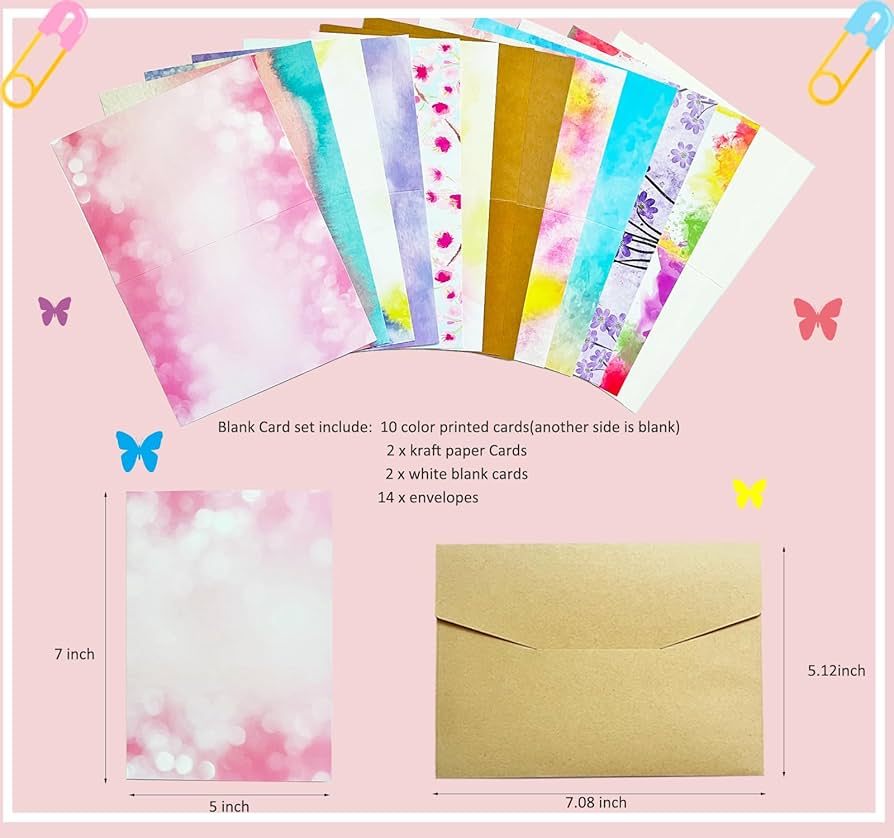 Blank Card set include: 10 color printed cards(another side is blank)
2 x kraft paper Cards
2 x white blank cards
14 x envelopes
7 inch
5 inch
5.12inch
7.08 inch